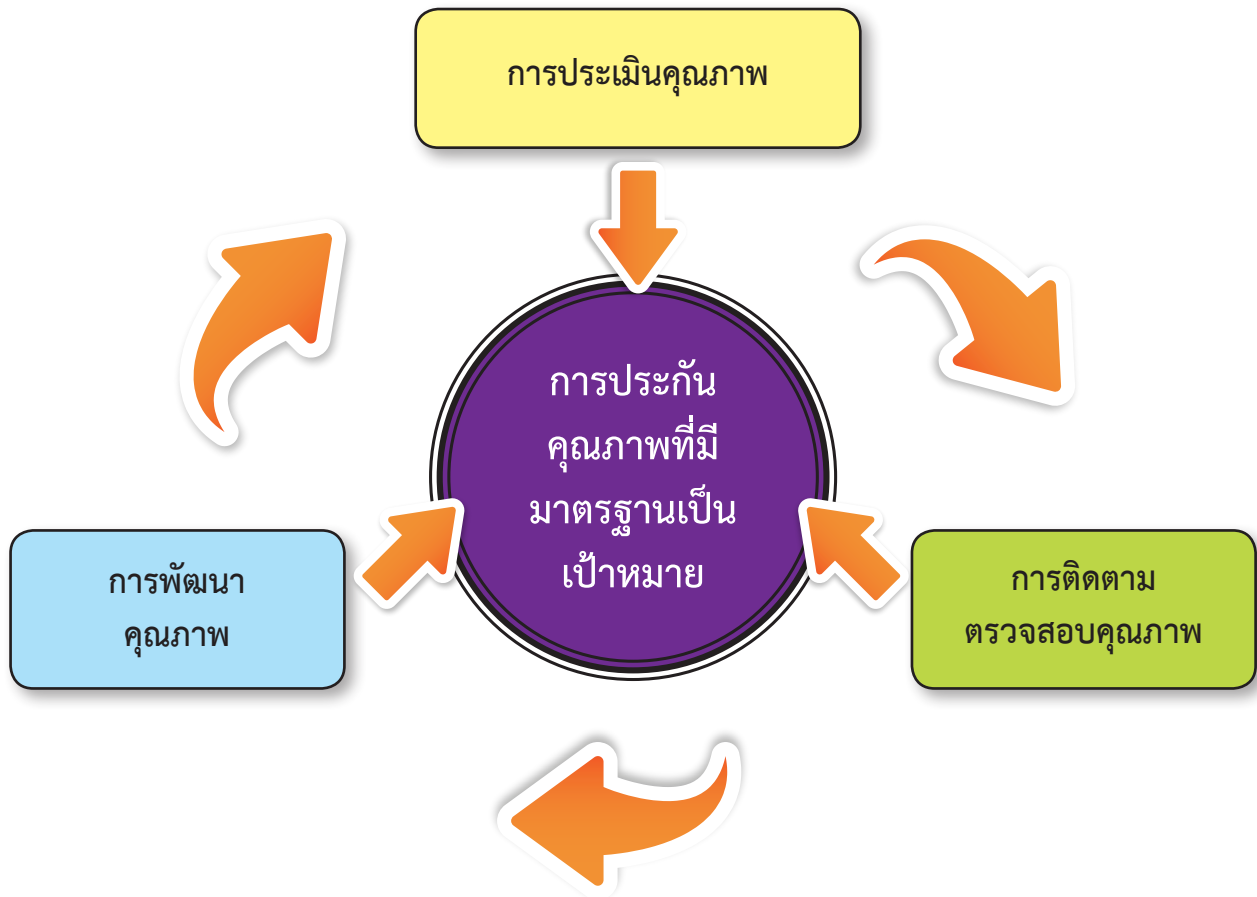 การประเมินคุณภาพ
การประกัน
คุณภาพที่มี
มาตรฐานเป็น
เป้าหมาย
การพัฒนา
คุณภาพ
การติดตาม
ตรวจสอบคุณภาพ